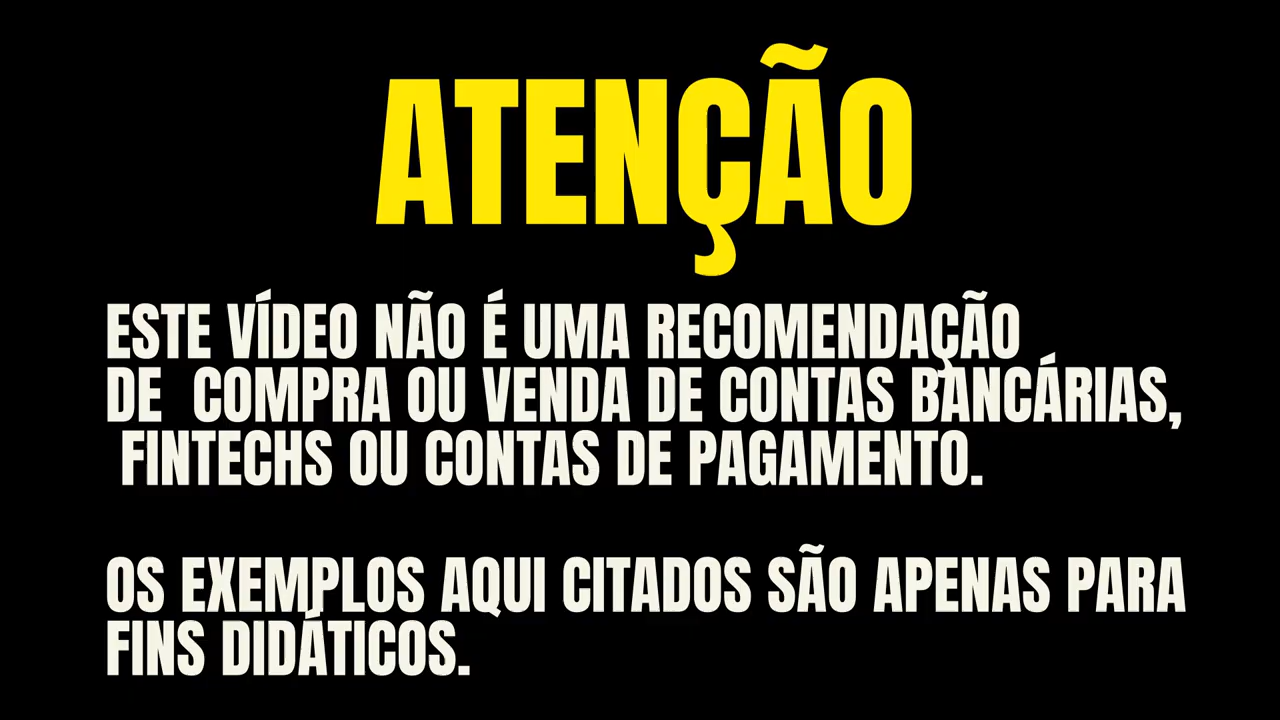 ATENÇÃO
ESTE VÍDEO NÃO É UMA RECOMENDAÇÃO
DE COMPRA OU VENDA DE CONTAS BANCÁRIAS,
FINTECHS OU CONTAS DE PAGAMENTO.
OS EXEMPLOS AQUI CITADOS SÃO APENAS PARA
FINS DIDÁTICOS.